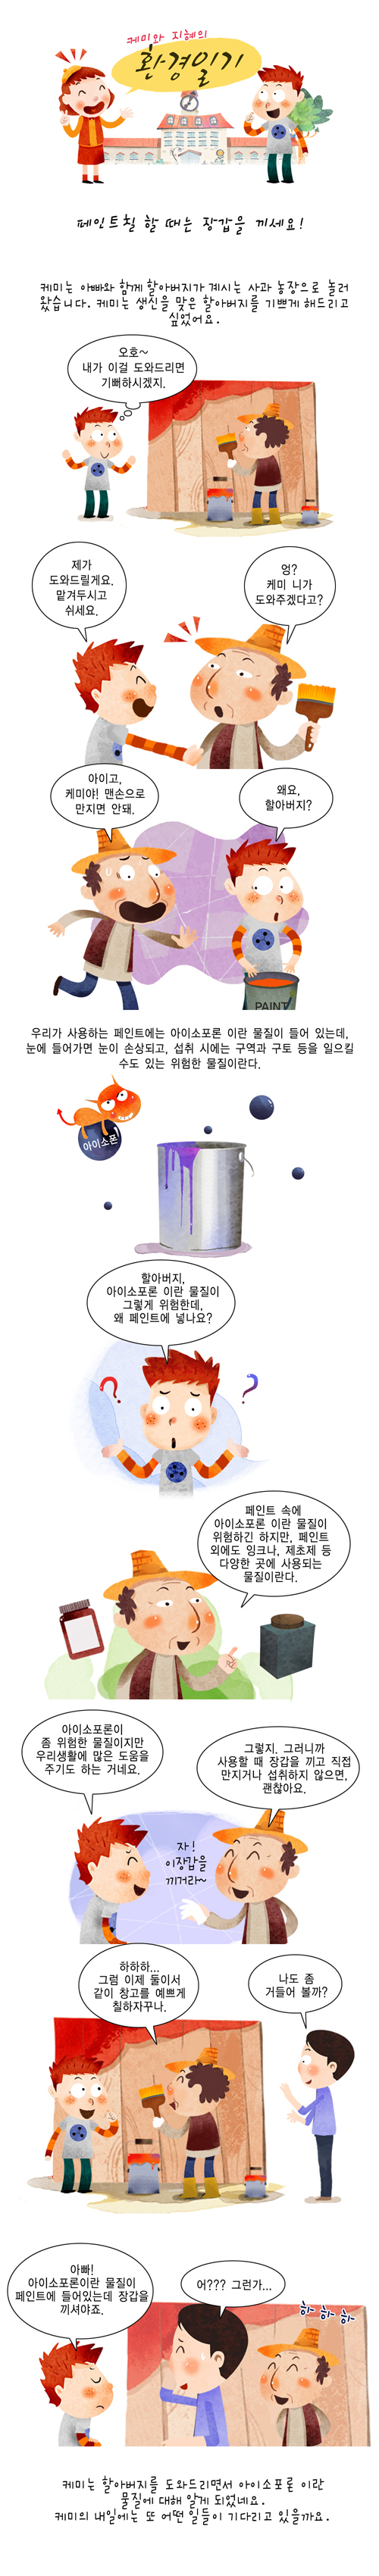 케미와 지혜의
환경일기
페인트칠 할 때는 장갑을 끼세요!
케미는 아빠와 함께 할아버지가 계시는 사과 농장으로 놀러
왔습니다. 케미는 생신을 맞은 할아버지를 기쁘게 해드리고
싶었어요.
오호~
내가 이걸 도와드리면
기뻐하시겠지.
제가
도와드릴게요.
맡겨두시고
쉬세요.
엉?
케미 니가
도와주겠다고?
아이고,
케미야! 맨손으로
만지면 안돼.
왜요,
할아버지?
PAINT
우리가 사용하는 페인트에는 아이소포론 이란 물질이 들어 있는데,
눈에 들어가면 눈이 손상되고, 섭취 시에는 구역과 구토 등을 일으킬
수도 있는 위험한 물질이란다.
아이소폰
할아버지,
아이소포론 이란 물질이
그렇게 위험한데,
왜 페인트에 넣나요?
? ?
페인트 속에
아이소포론 이란 물질이
위험하긴 하지만, 페인트
외에도 잉크나, 제초제 등
다양한 곳에 사용되는
물질이란다.
아이소포론이
좀 위험한 물질이지만
우리생활에 많은 도움을
주기도 하는 거네요.
그렇지. 그러니까
사용할 때 장갑을 끼고 직접
만지거나 섭취하지 않으면,
괜찮아요.
자!
이장갑을
끼거라~
하하하...
그럼 이제 둘이서
같이 창고를 예쁘게
칠하자꾸나.
나도 좀
거들어 볼까?
아빠!
아이소포론이란 물질이
페인트에 들어있는데 장갑을
끼셔야죠.
어??? 그런가...
하 하 하
케미는 할아버지를 도와드리면서 아이소포론 이란
물질에 대해 알게 되었네요.
케미의 내일에는 또 어떤 일들이 기다리고 있을까요.